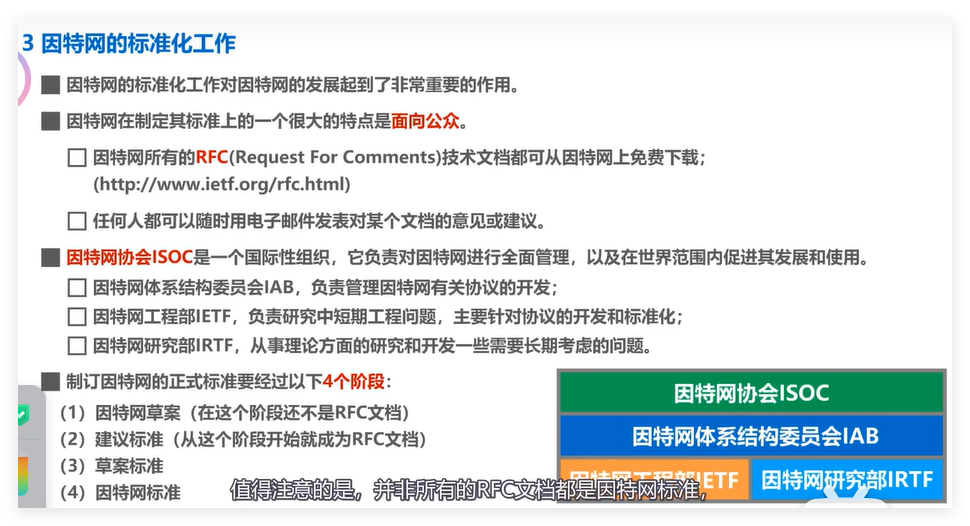 3 因特网的标准化工作
因特网的标准化工作对因特网的发展起到了非常重要的作用。
因特网在制定其标准上的一个很大的特点是面向公众。
因特网所有的RFC(Request For Comments)技术文档都可从因特网上免费下载；
(http://www.ietf.org/rfc.html)
任何人都可以随时用电子邮件发表对某个文档的意见或建议。
因特网协会ISOC是一个国际性组织，它负责对因特网进行全面管理，以及在世界范围内促进其发展和使用。
因特网体系结构委员会IAB，负责管理因特网有关协议的开发；
因特网工程部IETF，负责研究中短期工程问题，主要针对协议的开发和标准化；
因特网研究部IRTF，从事理论方面的研究和开发一些需要长期考虑的问题。
制订因特网的正式标准要经过以下4个阶段：
（1）因特网草案（在这个阶段还不是RFC文档）
（2）建议标准（从这个阶段开始就成为RFC文档）
（3）草案标准
（4）因特网标准
因特网协会ISOC
因特网体系结构委员会IAB
因特网工程部IETF
因特网研究部IRTF
值得注意的是，并非所有的RFC文档都是因特网标准，